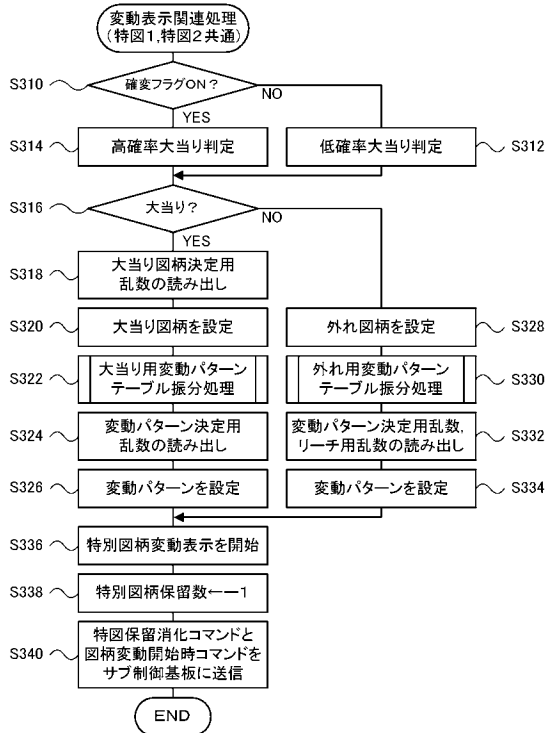 変動表示関連処理
(特図1,特図2共通)
S310
確変フラグON?
NO
YES
S314
高確率大当り判定
低確率大当り判定
S312
S316
大当り?
NO
YES
S318
大当り図柄決定用
乱数の読み出し
S320
大当り図柄を設定
外れ図柄を設定
S328
S322
大当り用変動パターン
テーブル振分処理
外れ用変動パターン
テーブル振分処理
S330
S324
変動パターン決定用
乱数の読み出し
変動パターン決定用乱数,
リーチ用乱数の読み出し
S332
S326
変動パターンを設定
変動パターンを設定
S334
S336
特別図柄変動表示を開始
S338
特別図柄保留数←−1
S340
特図保留消化コマンドと
図柄変動開始時コマンドを
サブ制御基板に送信
END